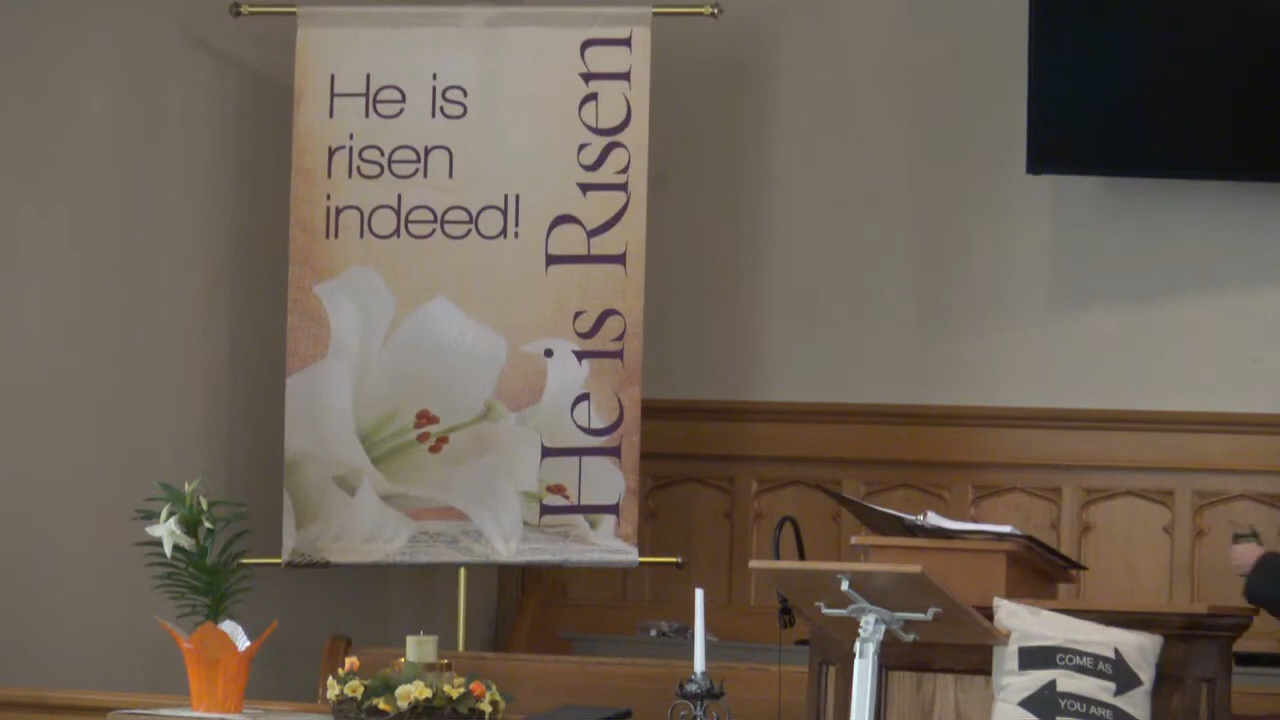 He is
risen
indeed!
He is Risen
COME AS
YOU ARE